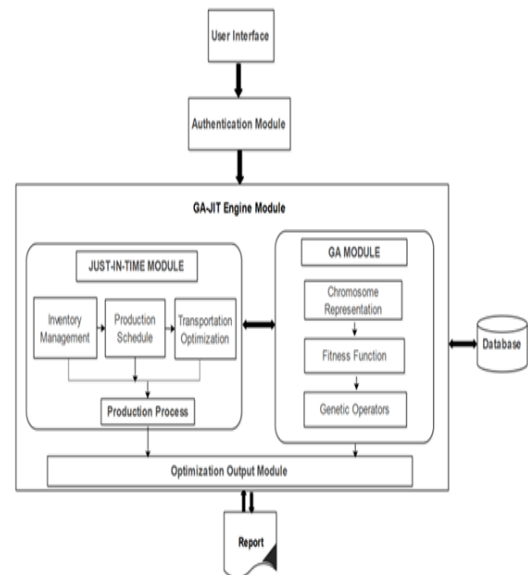 User Interface
Authentication Module
GA-JIT Engine Module
JUST-IN-TIME MODULE
Inventory
Management
Production
Schedule
Transportation
Optimization
Production Process
GA MODULE
Chromosome
Representation
Fitness Function
Genetic Operators
Database
Optimization Output Module
Report